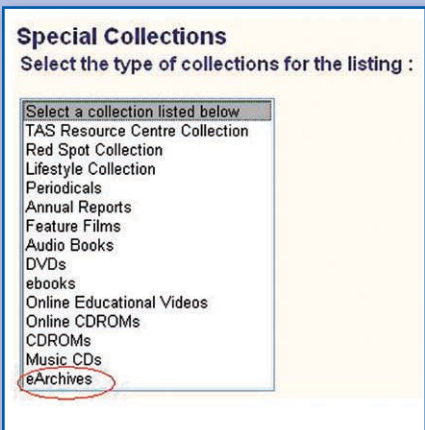 Special Collections
Select the type of collections for the listing :
Select a collection listed below
TAS Resource Centre Collection
Red Spot Collection
Lifestyle Collection
Periodicals
Annual Reports
Feature Films
Audio Books
DVDs
ebooks
Online Educational Videos
Online CDROMs
CDROMs
Music CDs
eArchives